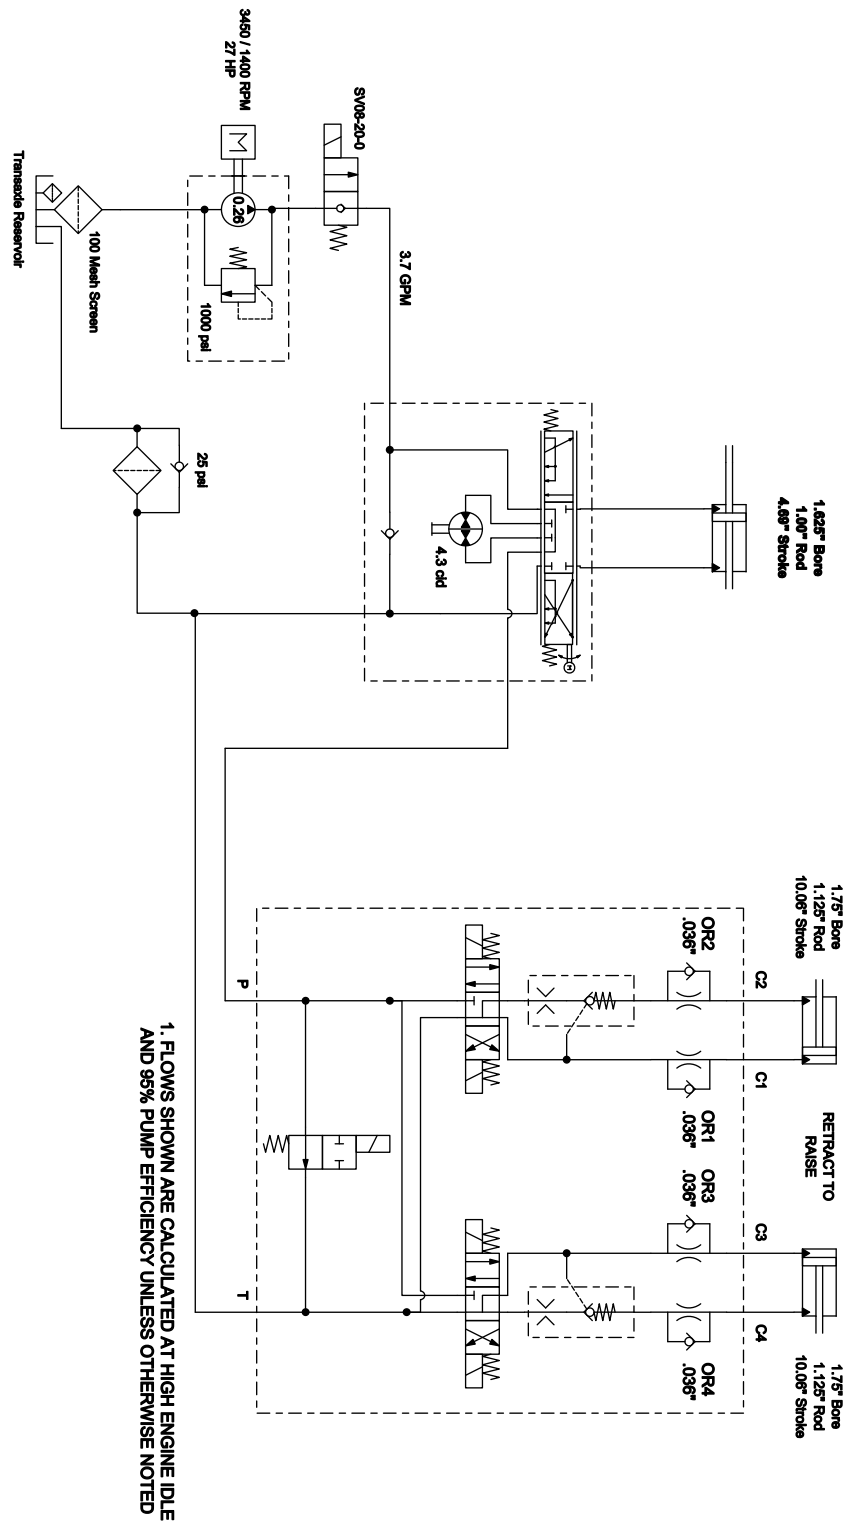 3450 / 1400 RPM
27 HP
M
0.26
Transaxle Reservoir
100 Mesh Screen
1000 psi
SV08-20-0
3.7 GPM
25 psi
4.3 cid
M
1.625" Bore
1.00" Rod
4.69" Stroke
1.75" Bore
1.125" Rod
10.06" Stroke
OR2
.036"
C2
C1
OR1
.036"
RETRACT TO
RAISE
OR3
.036"
C3
C4
OR4
.036"
1.75" Bore
1.125" Rod
10.06" Stroke
P
T
1. FLOWS SHOWN ARE CALCULATED AT HIGH ENGINE IDLE
AND 95% PUMP EFFICIENCY UNLESS OTHERWISE NOTED